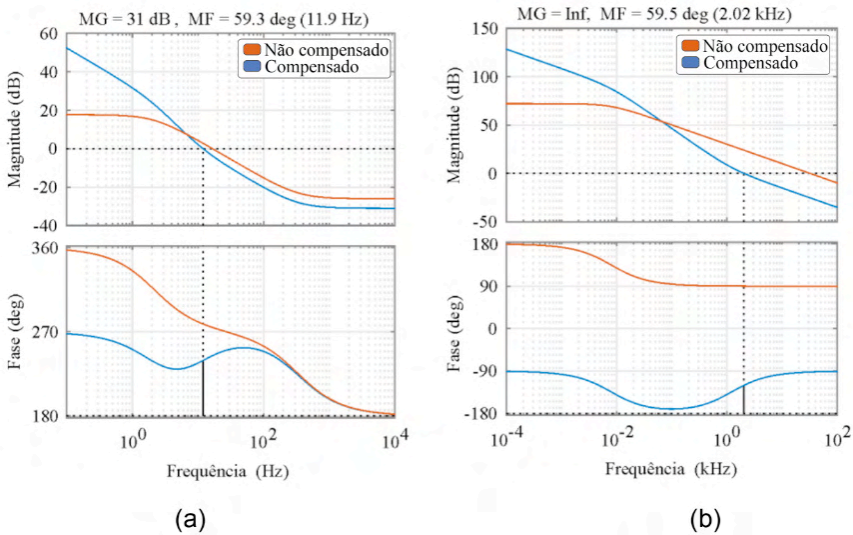 MG = 31 dB , MF = 59.3 deg (11.9 Hz)
60
40
20
0
-20
-40
Magnitude (dB)
Não compensado
Compensado
360
270
180
Fase (deg)
10^0
10^2
10^4
Frequência (Hz)
(a)
MG = Inf, MF = 59.5 deg (2.02 kHz)
150
100
50
0
-50
Magnitude (dB)
Não compensado
Compensado
180
90
0
-90
-180
Fase (deg)
10^-4
10^-2
10^0
10^2
Frequência (kHz)
(b)